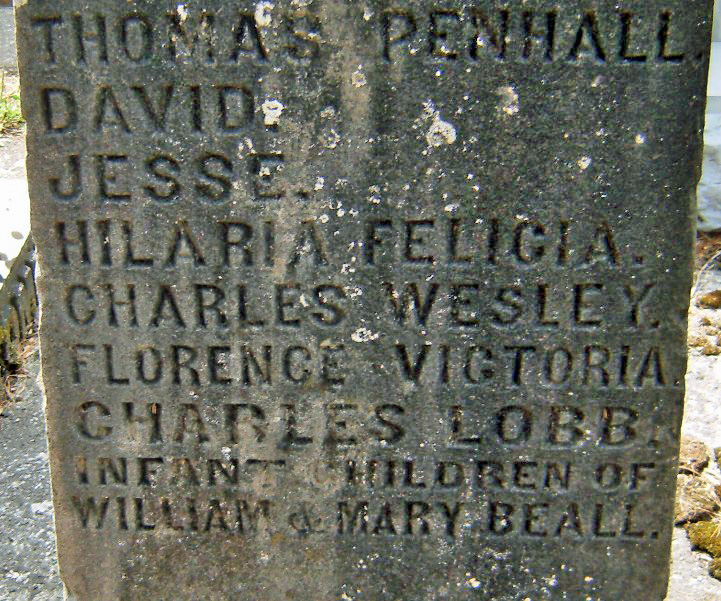 THOMAS PENHALL.
DAVID.
JESSE.
HILARIA FELICIA.
CHARLES WESLEY.
FLORENCE VICTORIA.
CHARLES LOBB.
INFANT CHILDREN OF
WILLIAM & MARY BEALL.